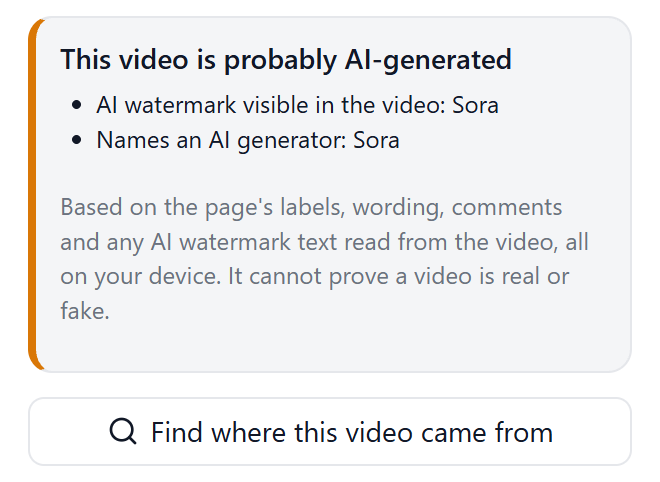 This video is probably AI-generated
• AI watermark visible in the video: Sora
• Names an AI generator: Sora
Based on the page's labels, wording, comments
and any AI watermark text read from the video, all
on your device. It cannot prove a video is real or
fake.
Find where this video came from